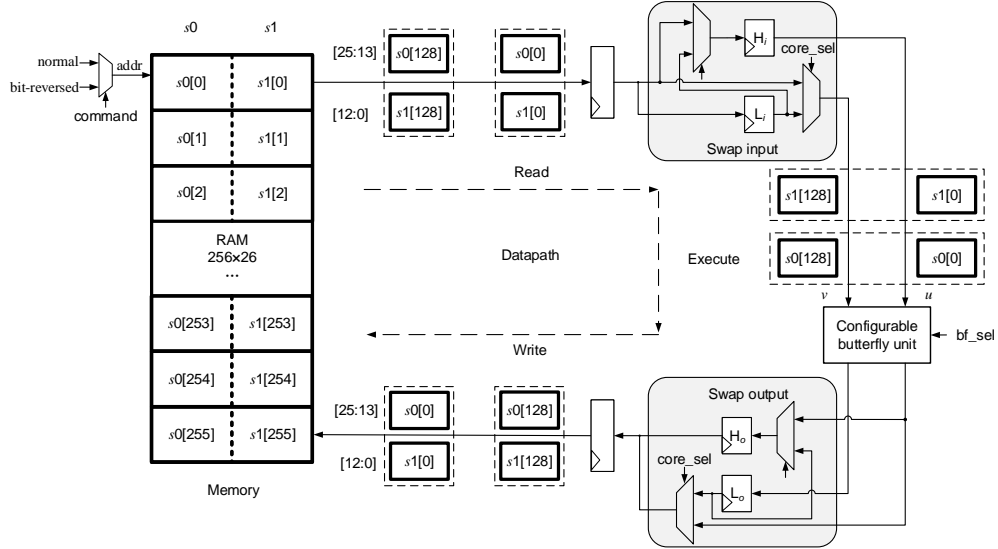 s0 s1
normal
bit-reversed
addr
command
s0[0] s1[0]
s0[1] s1[1]
s0[2] s1[2]
RAM
256×26
...
s0[253] s1[253]
s0[254] s1[254]
s0[255] s1[255]
Memory
[25:13]
s0[128] s0[0]
[12:0]
s1[128] s1[0]
H_i
core_sel
L_i
Swap input
Read
Datapath
Execute
Write
s1[128] s1[0]
s0[128] s0[0]
v u
Configurable
butterfly unit
bf_sel
Swap output
[25:13]
s0[0] s0[128]
[12:0]
s1[0] s1[128]
H_o
core_sel
L_o